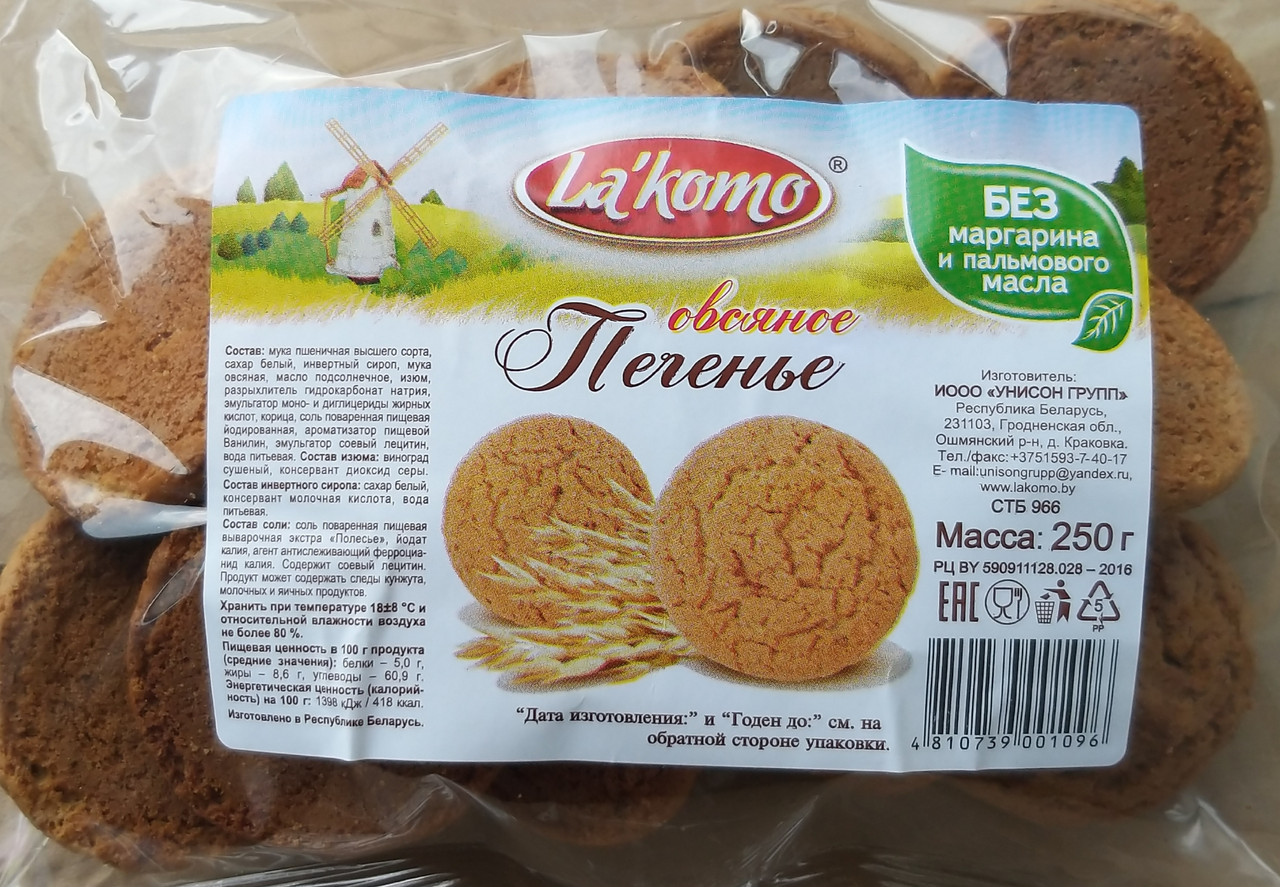 La'komo ®
БЕЗ
маргарина
и пальмового
масла
овсяное
Печенье
Состав: мука пшеничная высшего сорта,
сахар белый, инвертный сироп, мука
овсяная, масло подсолнечное, изюм,
разрыхлитель гидрокарбонат натрия,
эмульгатор моно- и диглицериды жирных
кислот, корица, соль поваренная пищевая
йодированная, ароматизатор пищевой
Ванилин, эмульгатор соевый лецитин,
вода питьевая. Состав изюма: виноград
сушеный, консервант диоксид серы.
Состав инвертного сиропа: сахар белый,
консервант молочная кислота, вода
питьевая.
Состав соли: соль поваренная пищевая
выварочная экстра «Полесье», йодат
калия, агент антислеживающий ферроциа-
нид калия. Содержит соевый лецитин.
Продукт может содержать следы кунжута,
молочных и яичных продуктов.
Хранить при температуре 18±8 °С и
относительной влажности воздуха
не более 80 %.
Пищевая ценность в 100 г продукта
(средние значения): белки – 5,0 г,
жиры – 8,6 г, углеводы – 60,9 г.
Энергетическая ценность (калорий-
ность) на 100 г: 1398 кДж / 418 ккал.
Изготовлено в Республике Беларусь.
Изготовитель:
ИООО «УНИСОН ГРУПП»
Республика Беларусь,
231103, Гродненская обл.,
Ошмянский р-н, д. Краковка.
Тел./факс:+3751593-7-40-17
E- mail:unisongrupp@yandex.ru,
www.lakomo.by
СТБ 966
Масса: 250 г
РЦ BY 590911128.028 – 2016
EAC
5
PP
"Дата изготовления:" и "Годен до:" см. на
обратной стороне упаковки.
4 810739 001096